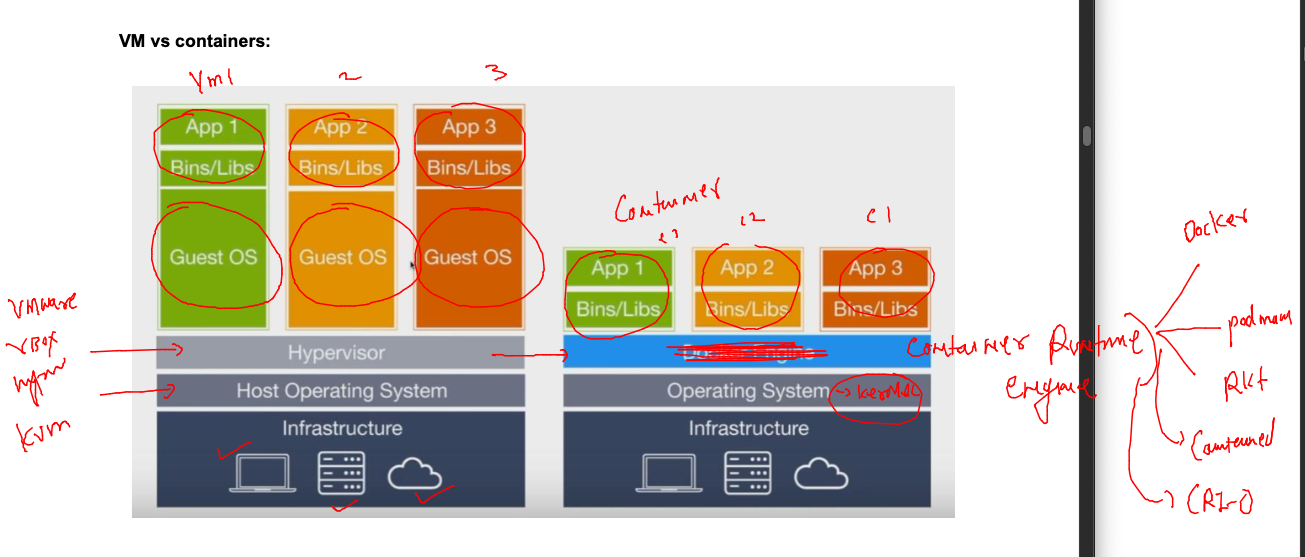 VM vs containers:
Vm1 2 3
App 1 App 2 App 3
Bins/Libs Bins/Libs Bins/Libs
Guest OS Guest OS Guest OS
Hypervisor
Host Operating System
Infrastructure
VMware
VBOX
KVM
Container
c2 c1
App 1 App 2 App 3
Bins/Libs Bins/Libs Bins/Libs
Operating System → kernel
Infrastructure
Container Runtime
Engine
Docker
podman
Rkt
Containerd
CRI-O